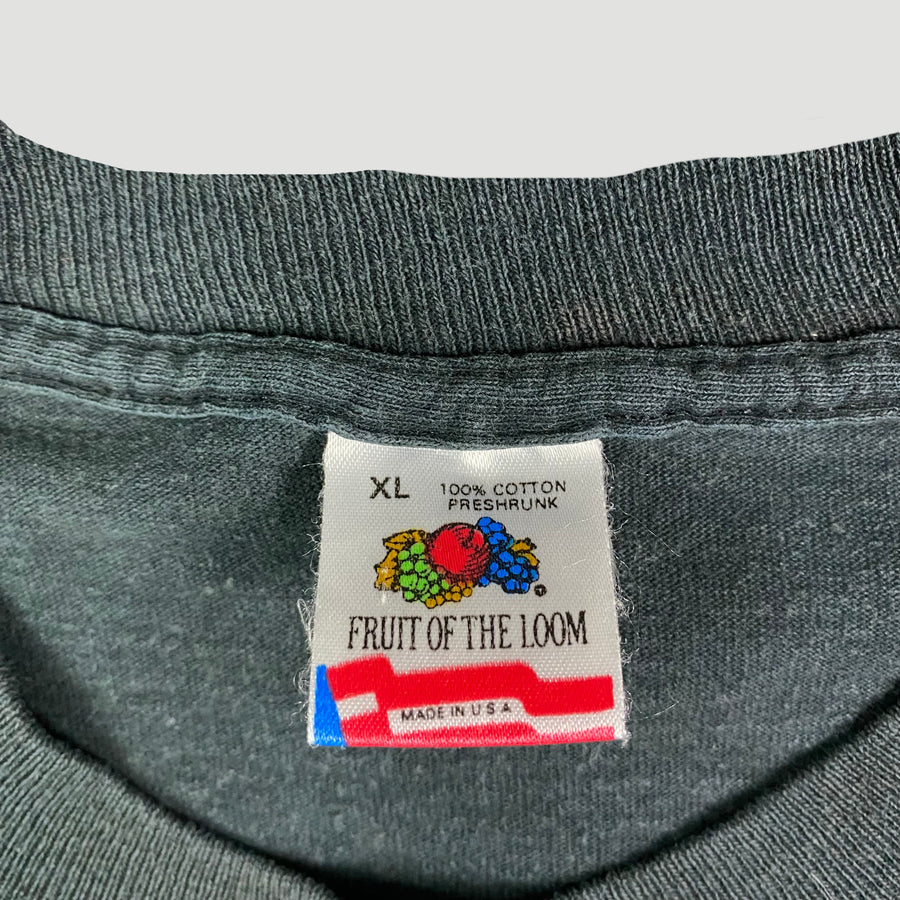 XL
100% COTTON
PRESHRUNK
FRUIT OF THE LOOM
MADE IN U.S.A